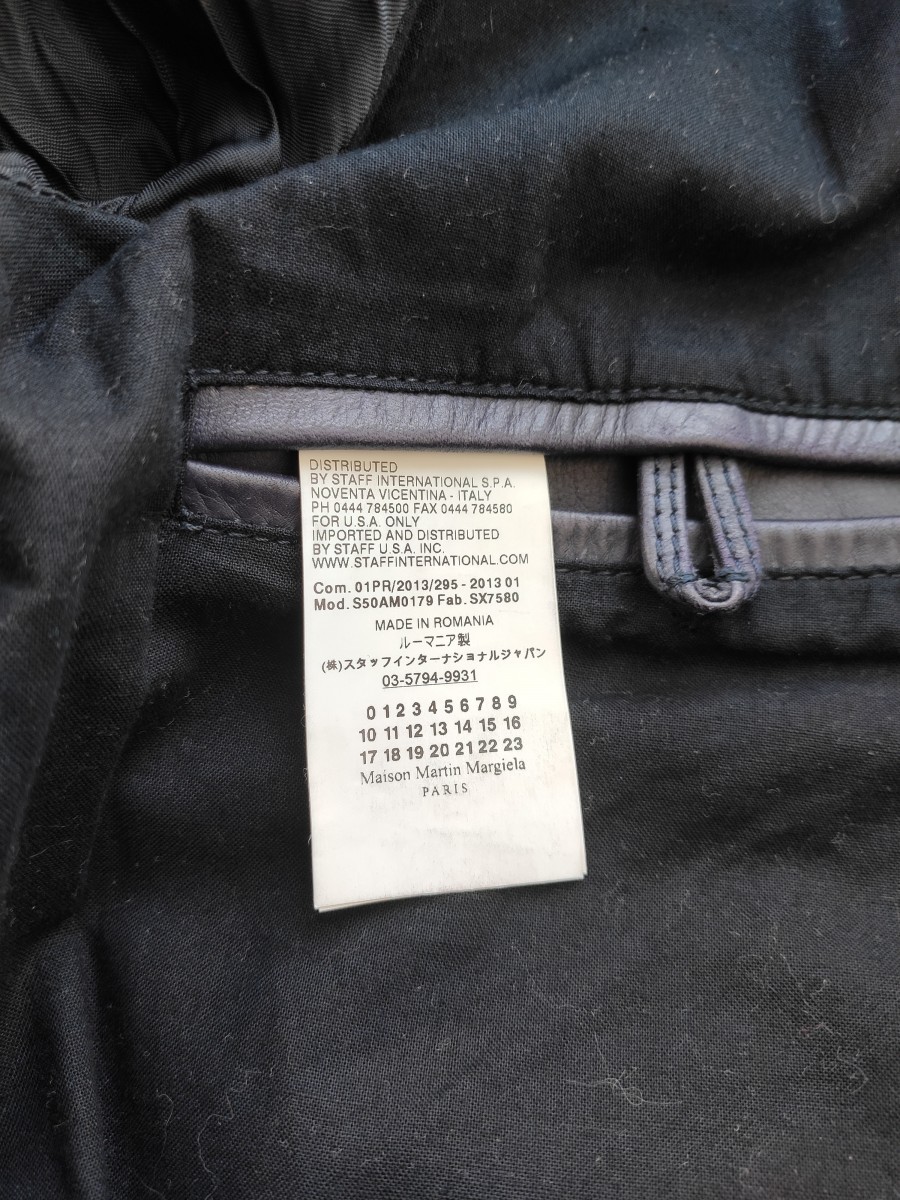 DISTRIBUTED
BY STAFF INTERNATIONAL S.P.A.
NOVENTA VICENTINA - ITALY
PH 0444 784500 FAX 0444 784580
FOR U.S.A. ONLY
IMPORTED AND DISTRIBUTED
BY STAFF U.S.A. INC.
WWW.STAFFINTERNATIONAL.COM
Com. 01PR/2013/295 - 2013 01
Mod. S50AM0179 Fab. SX7580
MADE IN ROMANIA
ルーマニア製
(株)スタッフインターナショナルジャパン
03-5794-9931
0 1 2 3 4 5 6 7 8 9
10 11 12 13 14 15 16
17 18 19 20 21 22 23
Maison Martin Margiela
PARIS